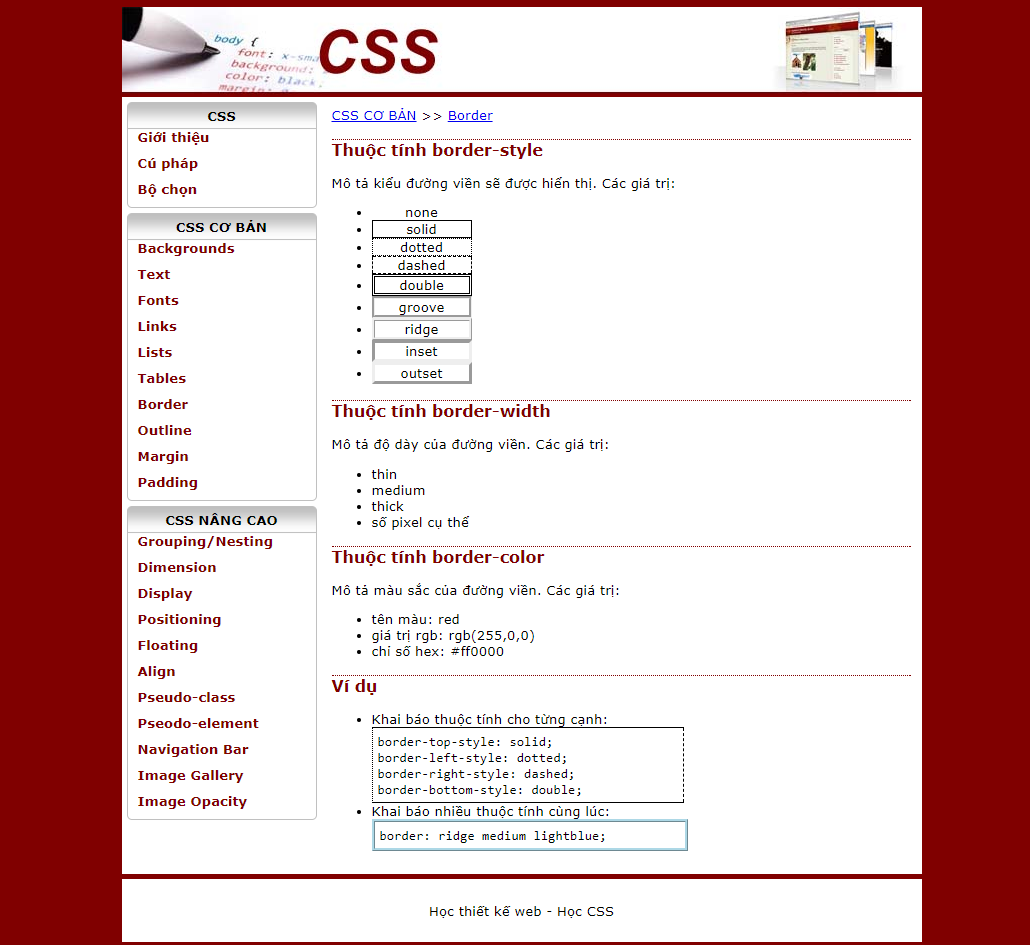 body {
font: x-sma
background:
color: black.
margin: 0
CSS
CSS
Giới thiệu
Cú pháp
Bộ chọn
CSS CƠ BẢN
Backgrounds
Text
Fonts
Links
Lists
Tables
Border
Outline
Margin
Padding
CSS NÂNG CAO
Grouping/Nesting
Dimension
Display
Positioning
Floating
Align
Pseudo-class
Pseodo-element
Navigation Bar
Image Gallery
Image Opacity
CSS CƠ BẢN >> Border
Thuộc tính border-style
Mô tả kiểu đường viền sẽ được hiển thị. Các giá trị:
none
solid
dotted
dashed
double
groove
ridge
inset
outset
Thuộc tính border-width
Mô tả độ dày của đường viền. Các giá trị:
thin
medium
thick
số pixel cụ thể
Thuộc tính border-color
Mô tả màu sắc của đường viền. Các giá trị:
tên màu: red
giá trị rgb: rgb(255,0,0)
chỉ số hex: #ff0000
Ví dụ
Khai báo thuộc tính cho từng cạnh:
border-top-style: solid;
border-left-style: dotted;
border-right-style: dashed;
border-bottom-style: double;
Khai báo nhiều thuộc tính cùng lúc:
border: ridge medium lightblue;
Học thiết kế web - Học CSS